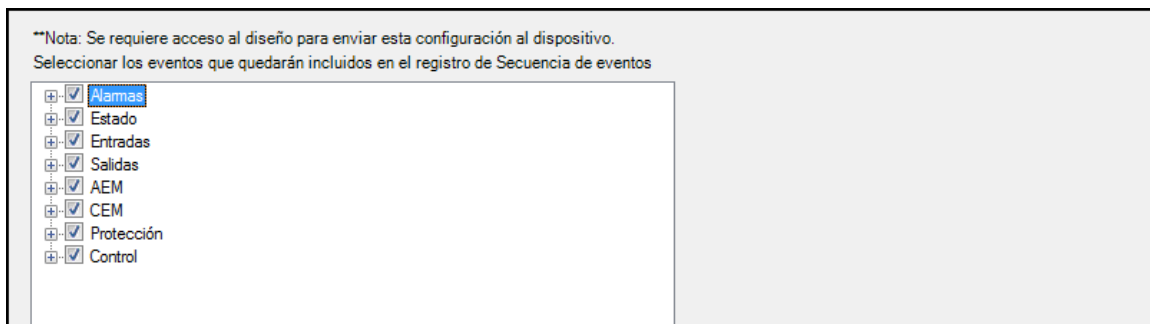 **Nota: Se requiere acceso al diseño para enviar esta configuración al dispositivo.
Seleccionar los eventos que quedarán incluidos en el registro de Secuencia de eventos
Alarmas
Estado
Entradas
Salidas
AEM
CEM
Protección
Control